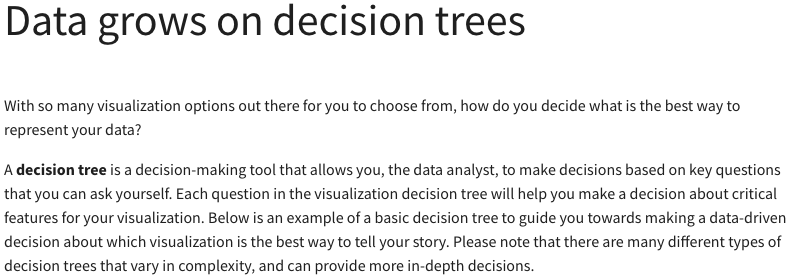 Data grows on decision trees
With so many visualization options out there for you to choose from, how do you decide what is the best way to
represent your data?
A decision tree is a decision-making tool that allows you, the data analyst, to make decisions based on key questions
that you can ask yourself. Each question in the visualization decision tree will help you make a decision about critical
features for your visualization. Below is an example of a basic decision tree to guide you towards making a data-driven
decision about which visualization is the best way to tell your story. Please note that there are many different types of
decision trees that vary in complexity, and can provide more in-depth decisions.